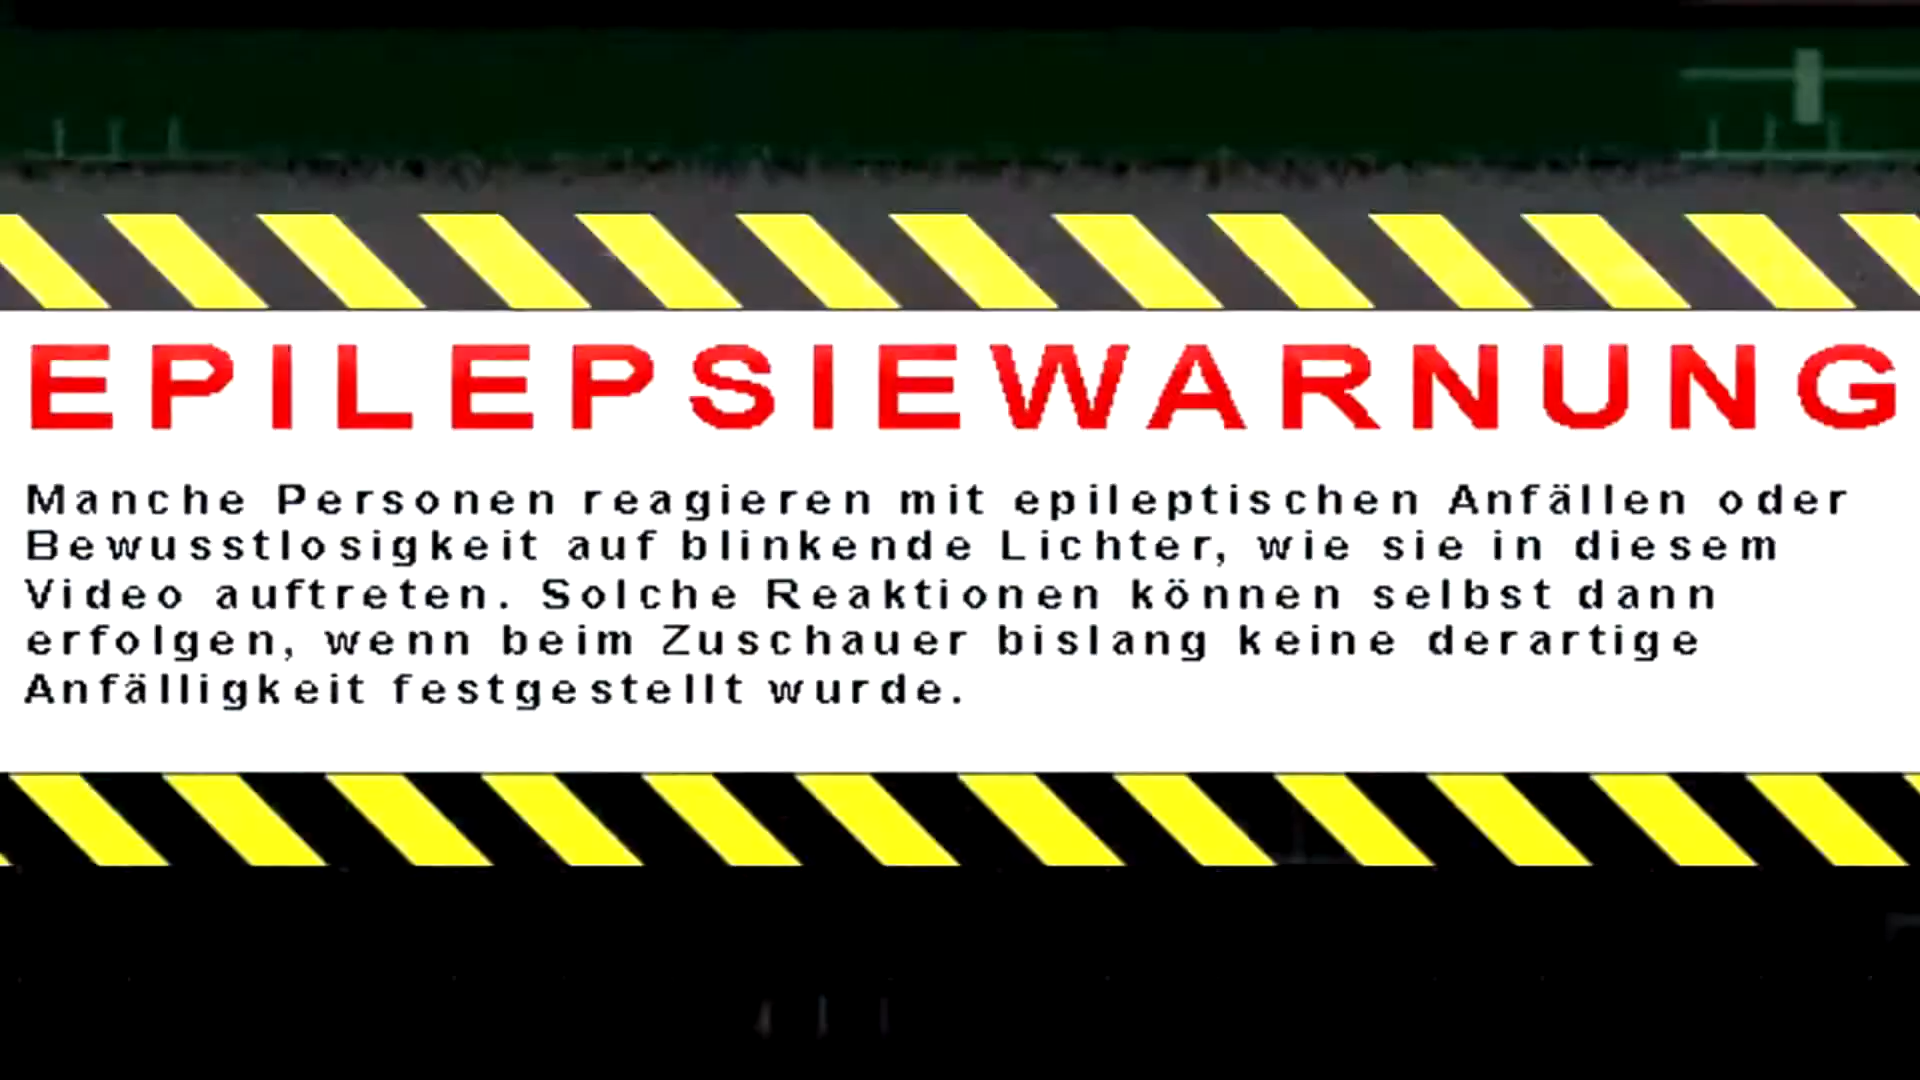 EPILEPSIEWARNUNG
Manche Personen reagieren mit epileptischen Anfällen oder
Bewusstlosigkeit auf blinkende Lichter, wie sie in diesem
Video auftreten. Solche Reaktionen können selbst dann
erfolgen, wenn beim Zuschauer bislang keine derartige
Anfälligkeit festgestellt wurde.